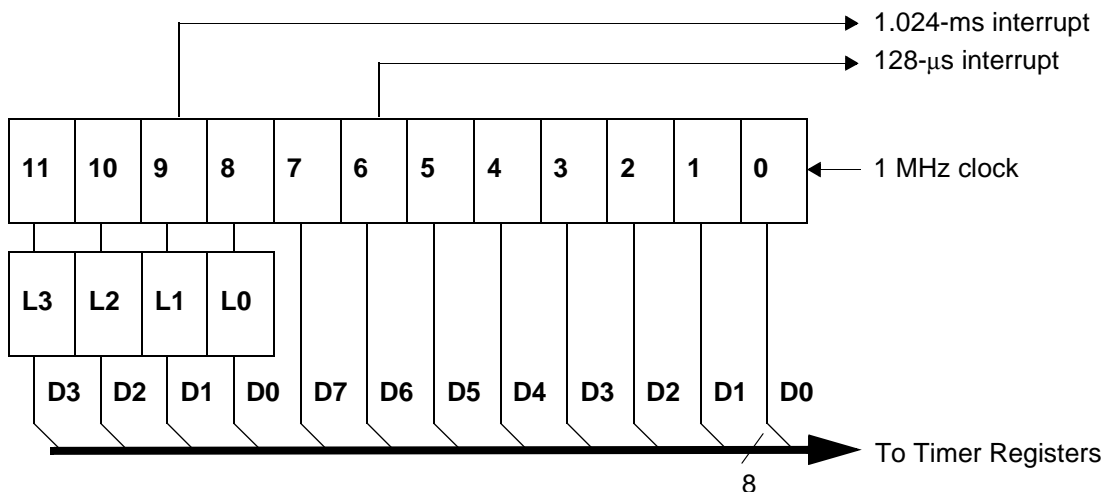 1.024-ms interrupt
128-μs interrupt
11 10 9 8 7 6 5 4 3 2 1 0
1 MHz clock
L3 L2 L1 L0
D3 D2 D1 D0 D7 D6 D5 D4 D3 D2 D1 D0
To Timer Registers
8